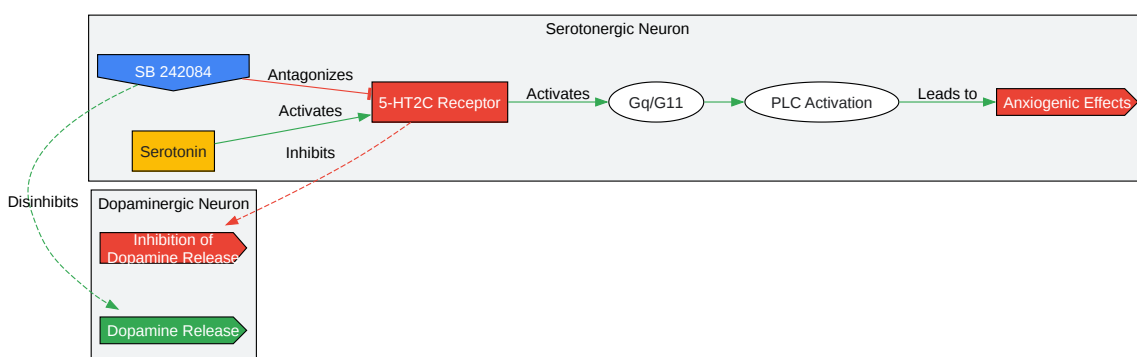 Serotonergic Neuron
SB 242084
Antagonizes
5-HT2C Receptor
Activates
Gq/G11
PLC Activation
Leads to
Anxiogenic Effects
Activates
Serotonin
Inhibits
Disinhibits
Dopaminergic Neuron
Inhibition of
Dopamine Release
Dopamine Release